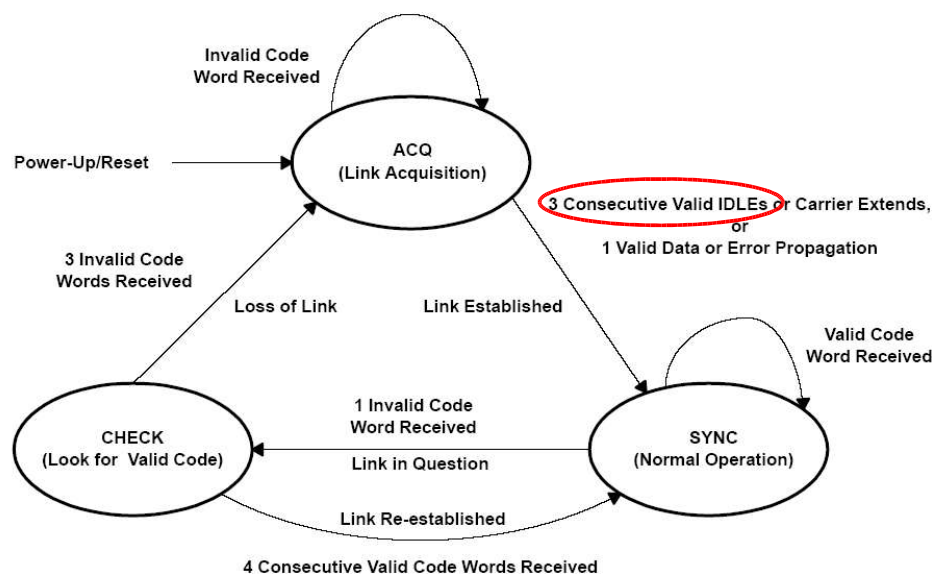 Invalid Code
Word Received
ACQ
(Link Acquisition)
Power-Up/Reset
3 Consecutive Valid IDLEs or Carrier Extends,
or
1 Valid Data or Error Propagation
3 Invalid Code
Words Received
Loss of Link
Link Established
Valid Code
Word Received
1 Invalid Code
Word Received
CHECK
(Look for Valid Code)
SYNC
(Normal Operation)
Link in Question
Link Re-established
4 Consecutive Valid Code Words Received